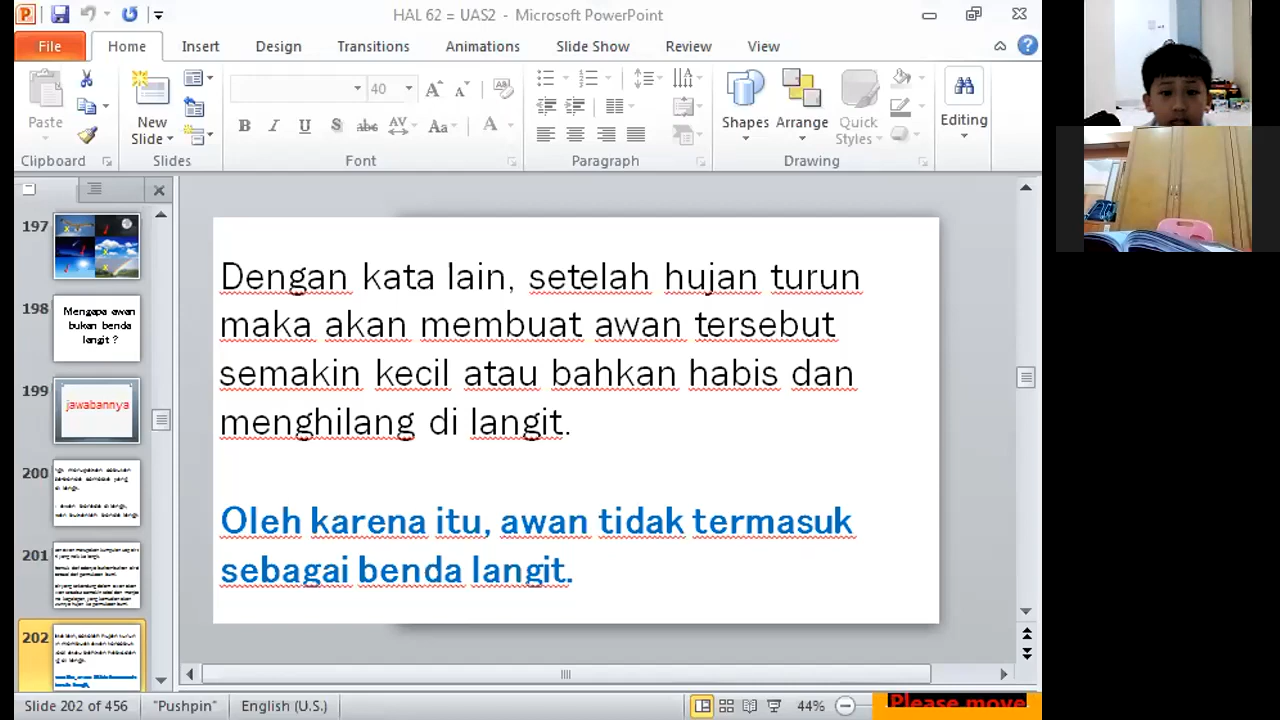 HAL 62 = UAS2 - Microsoft PowerPoint
File Home Insert Design Transitions Animations Slide Show Review View
Paste
New
Slide
40
Shapes Arrange Quick
Styles
Editing
Clipboard Slides Font Paragraph Drawing
197
198
Mengapa awan
bukan benda
langit ?
199
jawabannya
200
201
202
Dengan kata lain, setelah hujan turun
maka akan membuat awan tersebut
semakin kecil atau bahkan habis dan
menghilang di langit.
Oleh karena itu, awan tidak termasuk
sebagai benda langit.
Slide 202 of 456 "Pushpin" English (U.S.) 44%
Please move